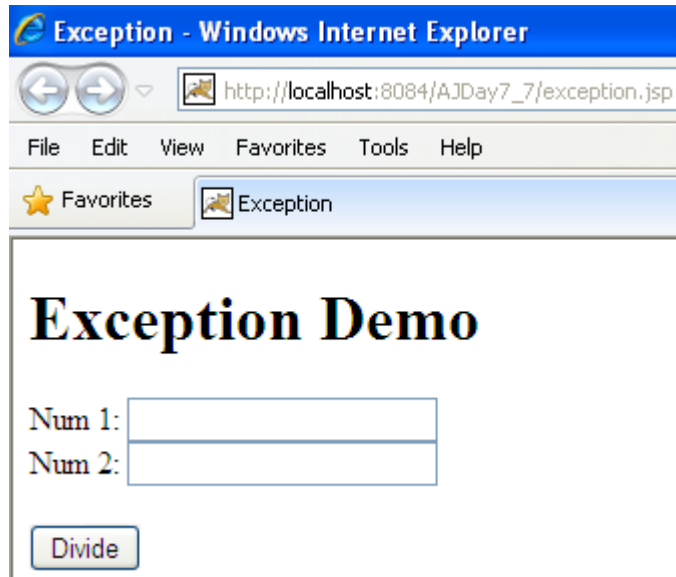 Exception - Windows Internet Explorer
http://localhost:8084/AJDay7_7/exception.jsp
File Edit View Favorites Tools Help
Favorites Exception
Exception Demo
Num 1:
Num 2:
Divide